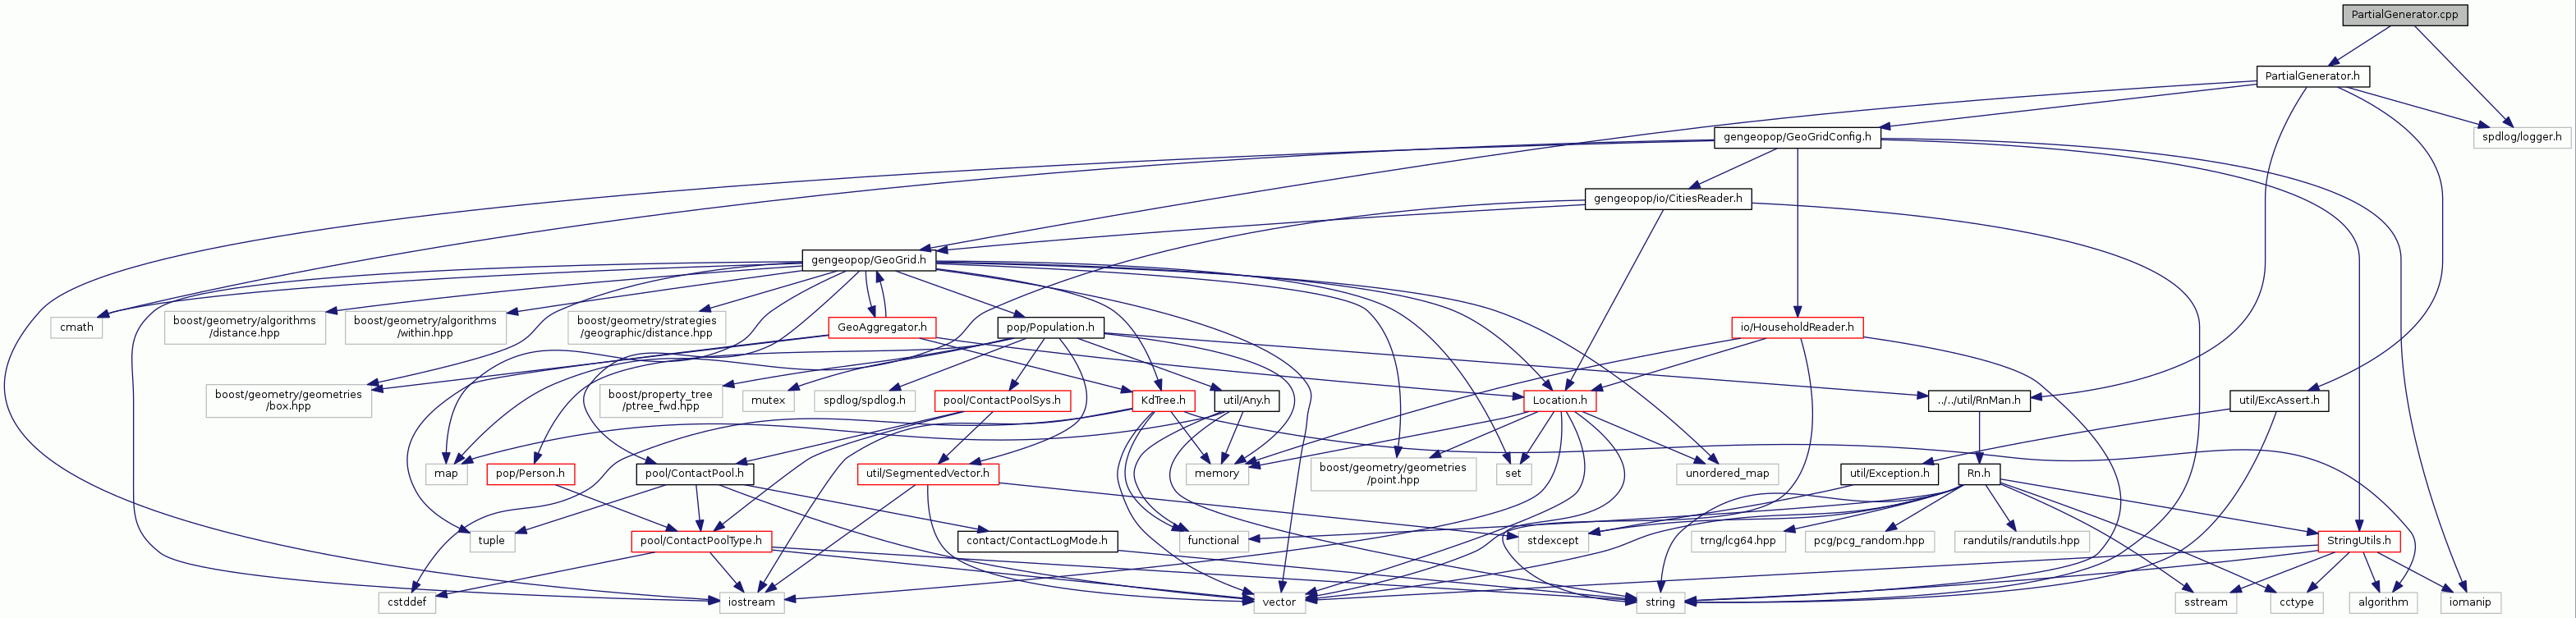 PartialGenerator.cpp
PartialGenerator.h
gengeopop/GeoGridConfig.h
spdlog/logger.h
gengeopop/io/CitiesReader.h
gengeopop/GeoGrid.h
cmath
boost/geometry/algorithms
/distance.hpp
boost/geometry/algorithms
/within.hpp
boost/geometry/strategies
/geographic/distance.hpp
GeoAggregator.h
pop/Population.h
io/HouseholdReader.h
boost/geometry/geometries
/box.hpp
boost/property_tree
/ptree_fwd.hpp
mutex
spdlog/spdlog.h
pool/ContactPoolSys.h
KdTree.h
util/Any.h
Location.h
../../util/RnMan.h
util/ExcAssert.h
map
pop/Person.h
pool/ContactPool.h
util/SegmentedVector.h
memory
boost/geometry/geometries
/point.hpp
set
unordered_map
util/Exception.h
Rn.h
tuple
pool/ContactPoolType.h
contact/ContactLogMode.h
functional
stdexcept
trng/lcg64.hpp
pcg/pcg_random.hpp
randutils/randutils.hpp
StringUtils.h
cstddef
iostream
vector
string
sstream
cctype
algorithm
iomanip